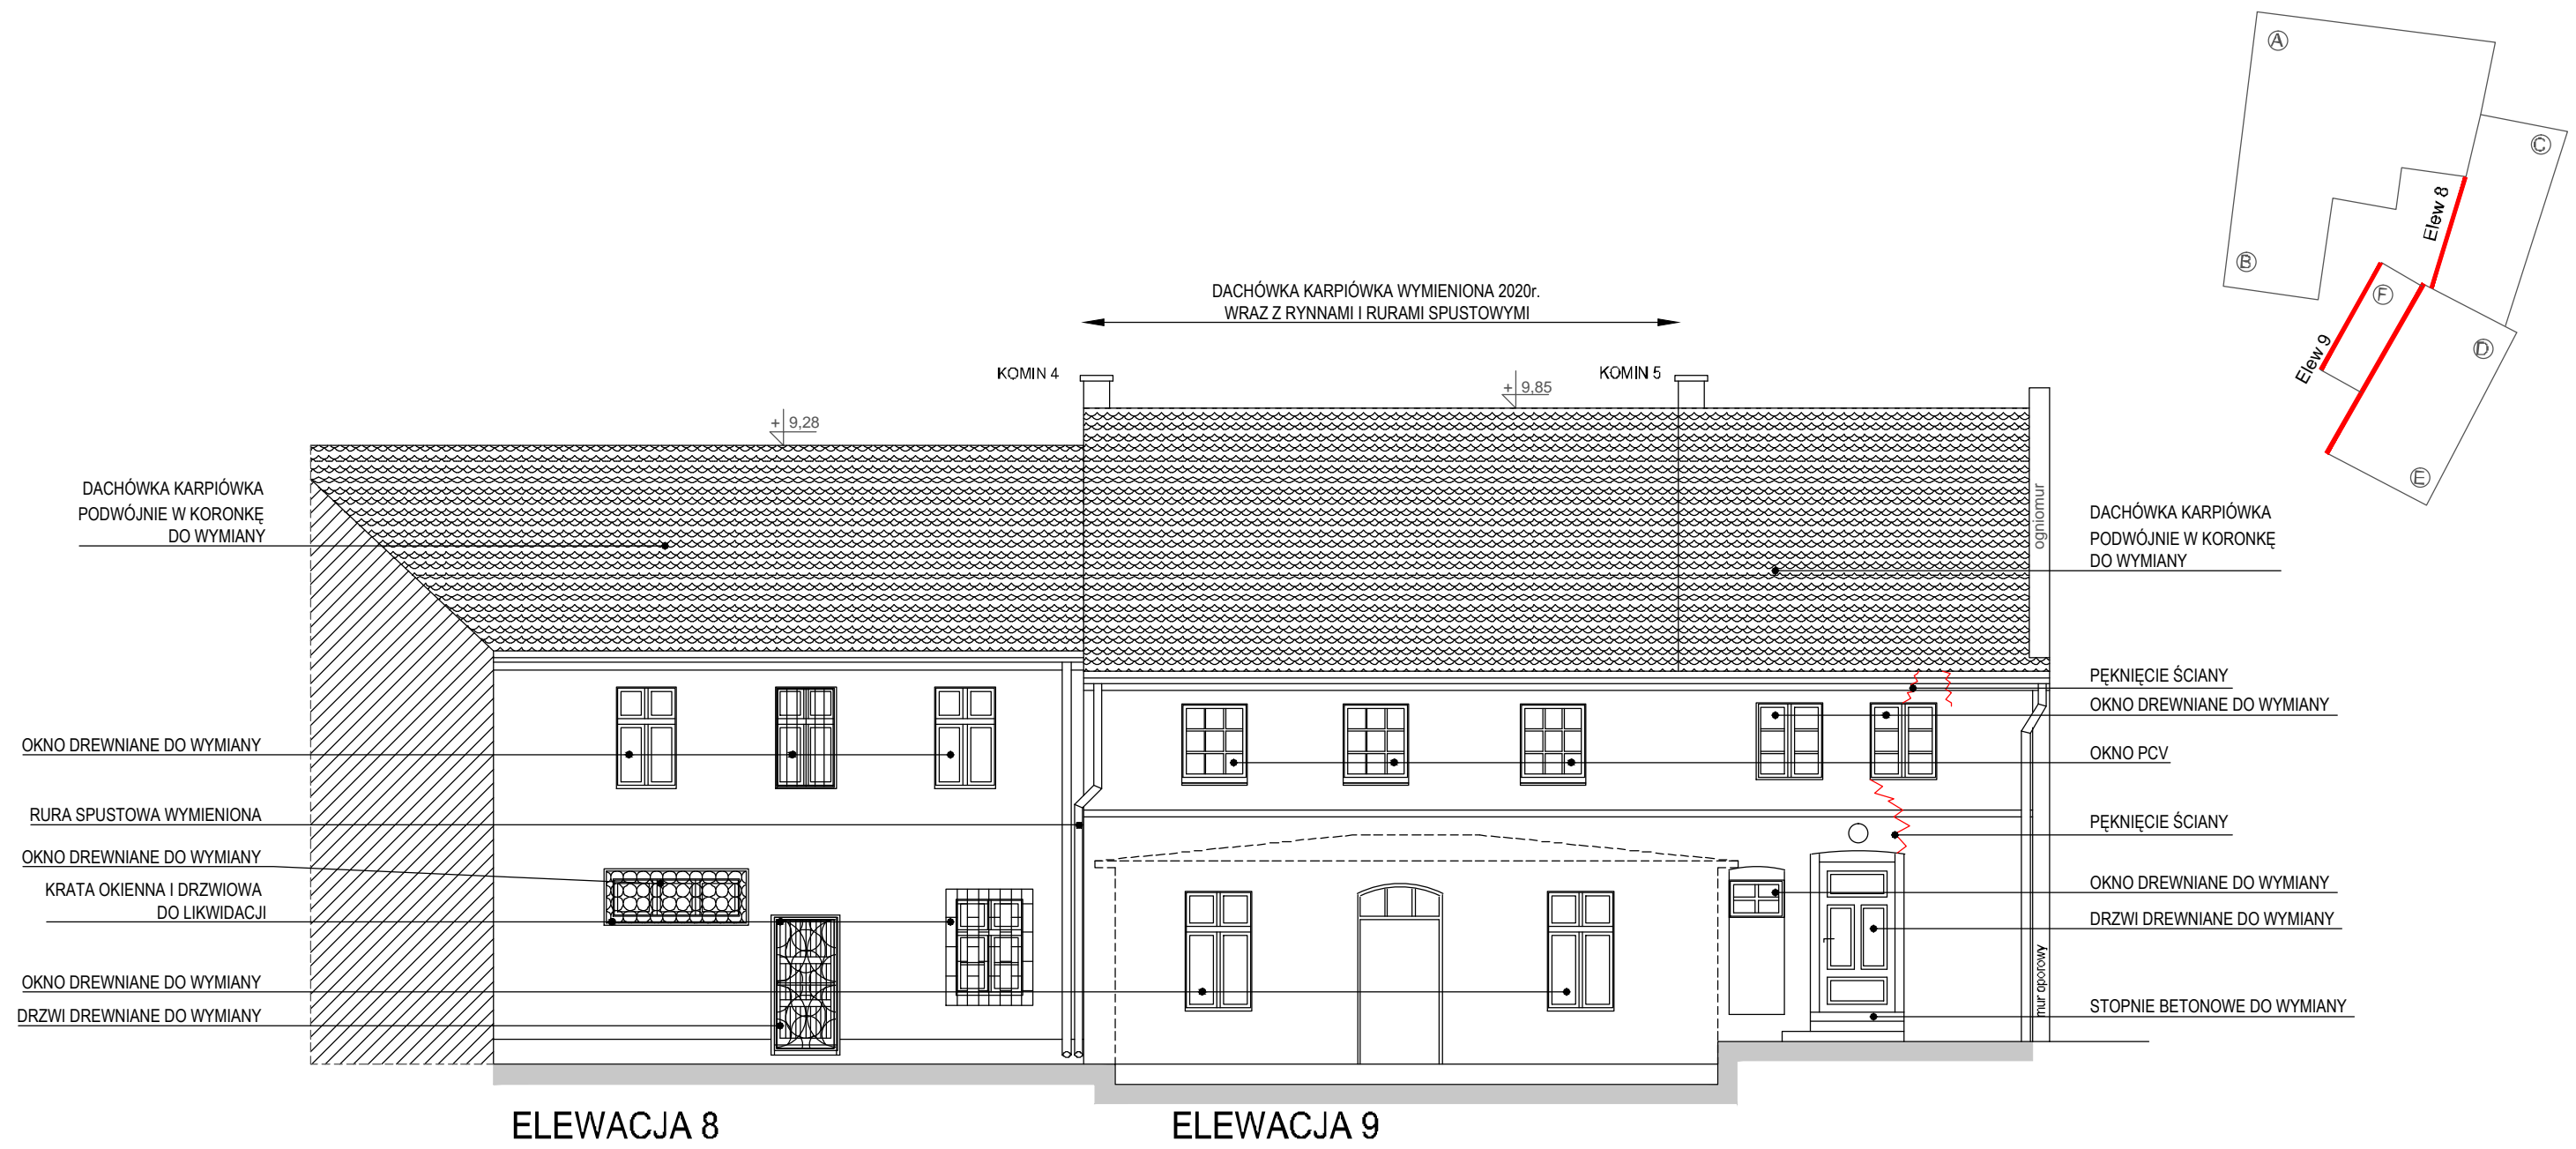 A
C
Elew 8
B
F
D
Elew 9
E
DACHÓWKA KARPIÓWKA WYMIENIONA 2020r.
WRAZ Z RYNNAMI I RURAMI SPUSTOWYMI
KOMIN 4
KOMIN 5
+ 9,85
+ 9,28
DACHÓWKA KARPIÓWKA
PODWÓJNIE W KORONKĘ
DO WYMIANY
OKNO DREWNIANE DO WYMIANY
RURA SPUSTOWA WYMIENIONA
OKNO DREWNIANE DO WYMIANY
KRATA OKIENNA I DRZWIOWA
DO LIKWIDACJI
OKNO DREWNIANE DO WYMIANY
DRZWI DREWNIANE DO WYMIANY
ogniomur
mur oporowy
DACHÓWKA KARPIÓWKA
PODWÓJNIE W KORONKĘ
DO WYMIANY
PĘKNIĘCIE ŚCIANY
OKNO DREWNIANE DO WYMIANY
OKNO PCV
PĘKNIĘCIE ŚCIANY
OKNO DREWNIANE DO WYMIANY
DRZWI DREWNIANE DO WYMIANY
STOPNIE BETONOWE DO WYMIANY
ELEWACJA 8
ELEWACJA 9